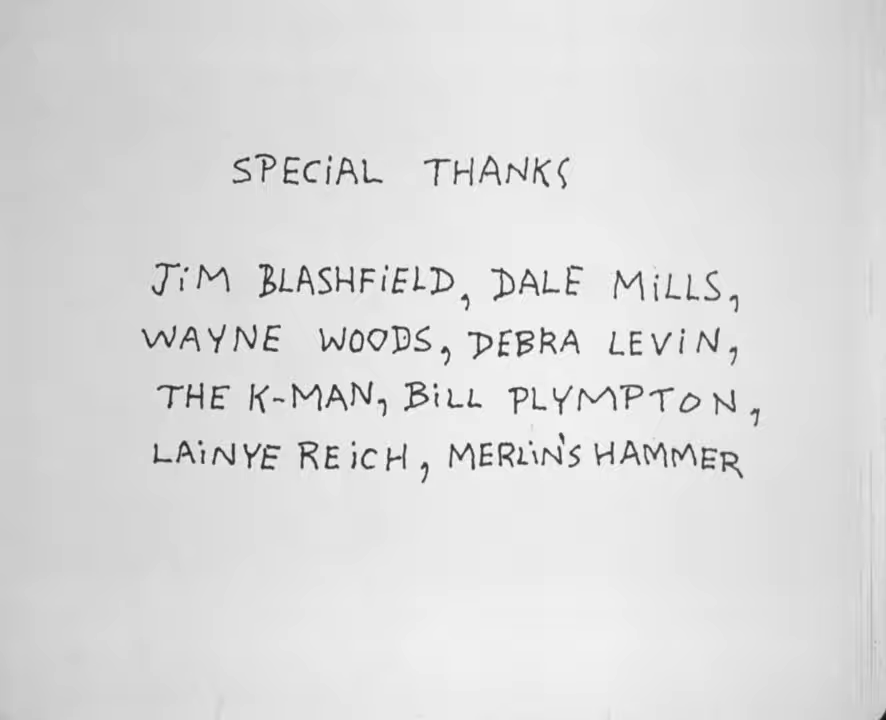 SPECiAL THANKS
JiM BLASHFiELD, DALE MiLLS,
WAYNE WOODS, DEBRA LEViN,
THE K-MAN, BiLL PLYMPTON,
LAiNYE REiCH, MERLiN'S HAMMER